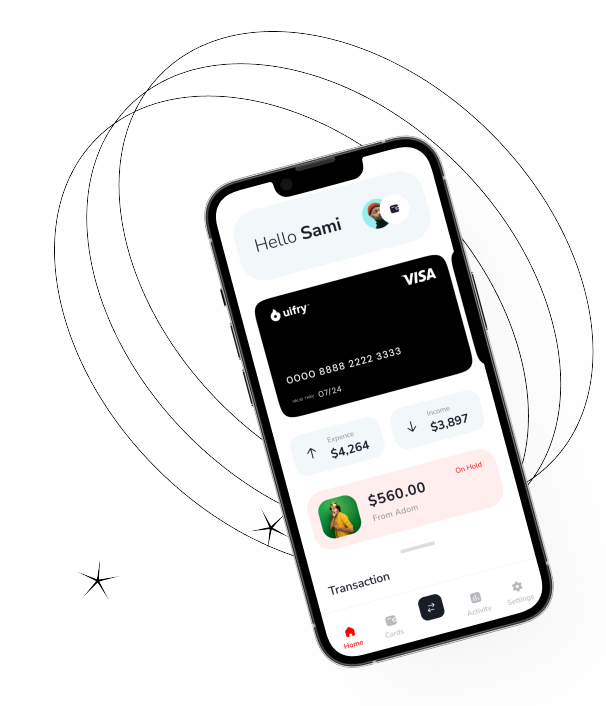 Hello Sami
VISA
uifry
0000 8888 2222 3333
VALID THRU 07/24
Expence
$4,264
Income
$3,897
On Hold
$560.00
From Adom
Transaction
Home
Cards
Activity
Settings